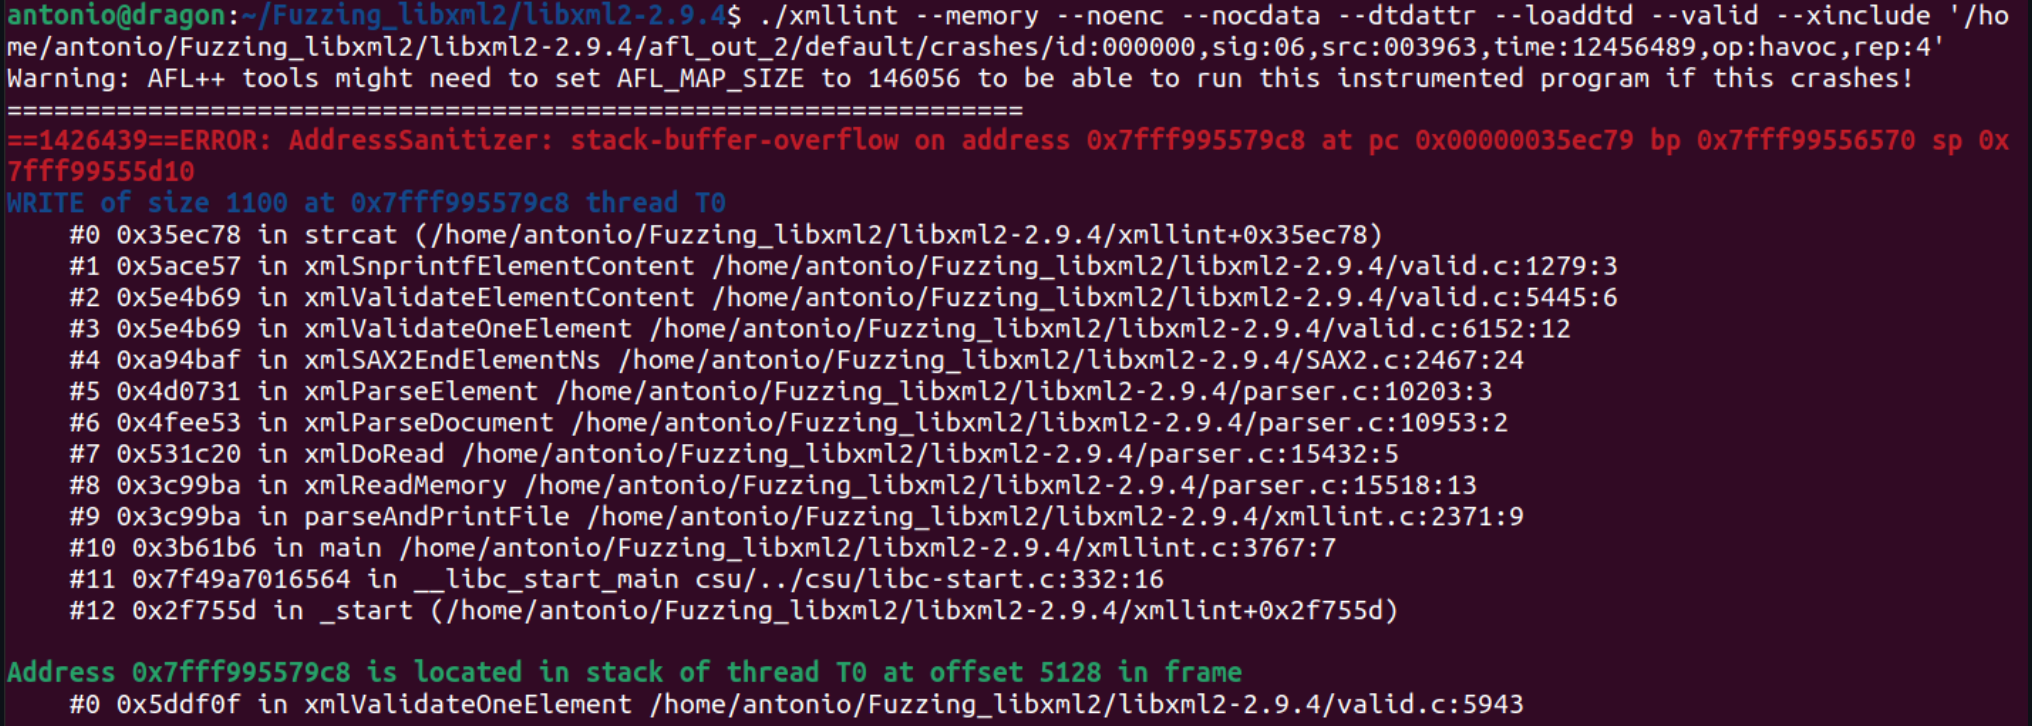 antonio@dragon:~/Fuzzing_libxml2/libxml2-2.9.4$ ./xmllint --memory --noenc --nocdata --dtdattr --loaddtd --valid --xinclude '/ho
me/antonio/Fuzzing_libxml2/libxml2-2.9.4/afl_out_2/default/crashes/id:000000,sig:06,src:003963,time:12456489,op:havoc,rep:4'
Warning: AFL++ tools might need to set AFL_MAP_SIZE to 146056 to be able to run this instrumented program if this crashes!
=================================================================
==1426439==ERROR: AddressSanitizer: stack-buffer-overflow on address 0x7fff995579c8 at pc 0x00000035ec79 bp 0x7fff99556570 sp 0x
7fff99555d10
WRITE of size 1100 at 0x7fff995579c8 thread T0
    #0 0x35ec78 in strcat (/home/antonio/Fuzzing_libxml2/libxml2-2.9.4/xmllint+0x35ec78)
    #1 0x5ace57 in xmlSnprintfElementContent /home/antonio/Fuzzing_libxml2/libxml2-2.9.4/valid.c:1279:3
    #2 0x5e4b69 in xmlValidateElementContent /home/antonio/Fuzzing_libxml2/libxml2-2.9.4/valid.c:5445:6
    #3 0x5e4b69 in xmlValidateOneElement /home/antonio/Fuzzing_libxml2/libxml2-2.9.4/valid.c:6152:12
    #4 0xa94baf in xmlSAX2EndElementNs /home/antonio/Fuzzing_libxml2/libxml2-2.9.4/SAX2.c:2467:24
    #5 0x4d0731 in xmlParseElement /home/antonio/Fuzzing_libxml2/libxml2-2.9.4/parser.c:10203:3
    #6 0x4fee53 in xmlParseDocument /home/antonio/Fuzzing_libxml2/libxml2-2.9.4/parser.c:10953:2
    #7 0x531c20 in xmlDoRead /home/antonio/Fuzzing_libxml2/libxml2-2.9.4/parser.c:15432:5
    #8 0x3c99ba in xmlReadMemory /home/antonio/Fuzzing_libxml2/libxml2-2.9.4/parser.c:15518:13
    #9 0x3c99ba in parseAndPrintFile /home/antonio/Fuzzing_libxml2/libxml2-2.9.4/xmllint.c:2371:9
    #10 0x3b61b6 in main /home/antonio/Fuzzing_libxml2/libxml2-2.9.4/xmllint.c:3767:7
    #11 0x7f49a7016564 in __libc_start_main csu/../csu/libc-start.c:332:16
    #12 0x2f755d in _start (/home/antonio/Fuzzing_libxml2/libxml2-2.9.4/xmllint+0x2f755d)
Address 0x7fff995579c8 is located in stack of thread T0 at offset 5128 in frame
    #0 0x5ddf0f in xmlValidateOneElement /home/antonio/Fuzzing_libxml2/libxml2-2.9.4/valid.c:5943